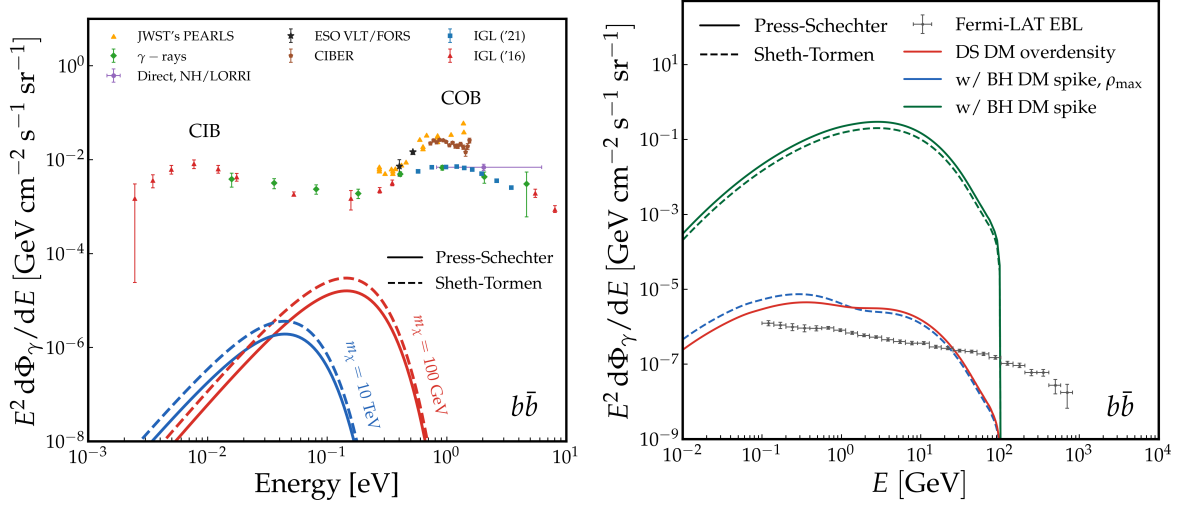 JWST's PEARLS
γ − rays
Direct, NH/LORRI
ESO VLT/FORS
CIBER
IGL ('21)
IGL ('16)
CIB
COB
Press-Schechter
Sheth-Tormen
m_χ = 10 TeV
m_χ = 100 GeV
bb̄
10⁰
10⁻²
10⁻⁴
10⁻⁶
10⁻⁸
E² dΦ_γ/dE [GeV cm⁻² s⁻¹ sr⁻¹]
10⁻³
10⁻²
10⁻¹
10⁰
10¹
Energy [eV]
Press-Schechter
Sheth-Tormen
Fermi-LAT EBL
DS DM overdensity
w/ BH DM spike, ρ_max
w/ BH DM spike
bb̄
10¹
10⁻¹
10⁻³
10⁻⁵
10⁻⁷
10⁻⁹
E² dΦ_γ/dE [GeV cm⁻² s⁻¹ sr⁻¹]
10⁻²
10⁻¹
10⁰
10¹
10²
10³
10⁴
E [GeV]